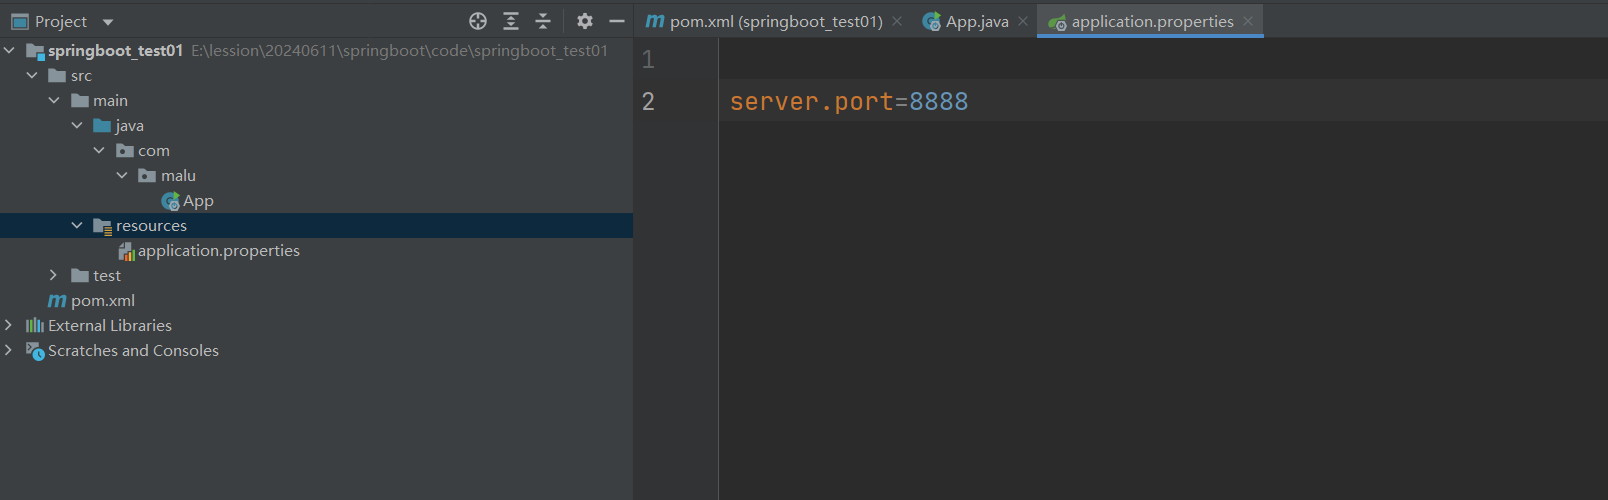 Project
springboot_test01 E:\lession\20240611\springboot\code\springboot_test01
src
main
java
com
malu
App
resources
application.properties
test
pom.xml
External Libraries
Scratches and Consoles
pom.xml (springboot_test01) App.java application.properties
1
2 server.port=8888